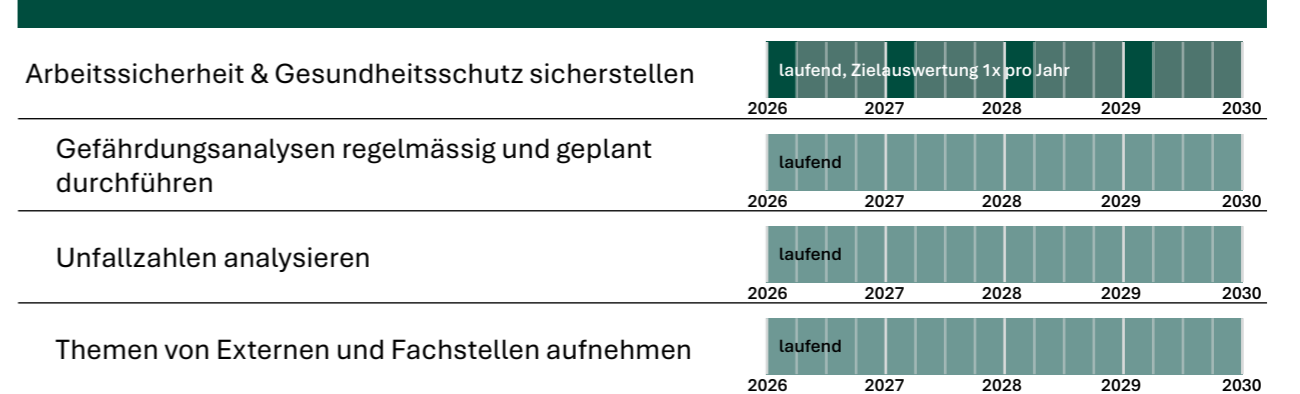 Arbeitssicherheit & Gesundheitsschutz sicherstellen
laufend, Zielauswertung 1x pro Jahr
2026 2027 2028 2029 2030
Gefährdungsanalysen regelmässig und geplant
durchführen
laufend
2026 2027 2028 2029 2030
Unfallzahlen analysieren
laufend
2026 2027 2028 2029 2030
Themen von Externen und Fachstellen aufnehmen
laufend
2026 2027 2028 2029 2030